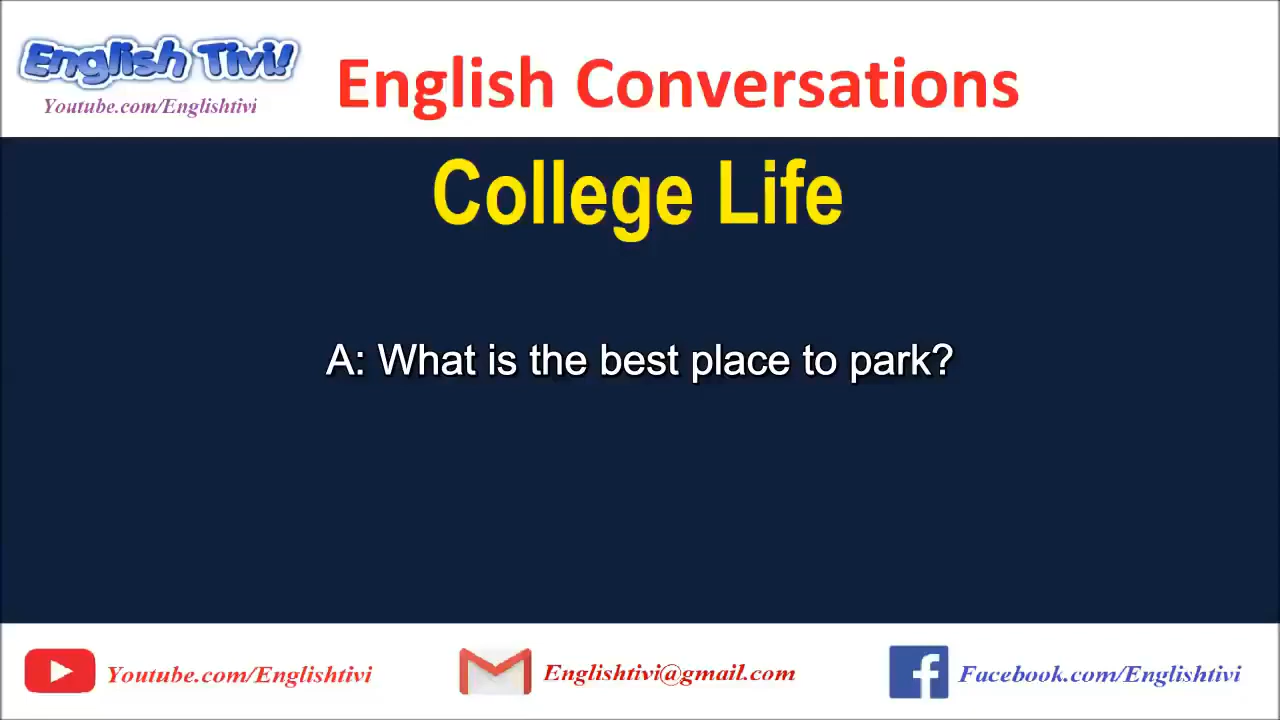 English Tivi!
Youtube.com/Englishtivi
English Conversations
College Life
A: What is the best place to park?
Youtube.com/Englishtivi
Englishtivi@gmail.com
Facebook.com/Englishtivi